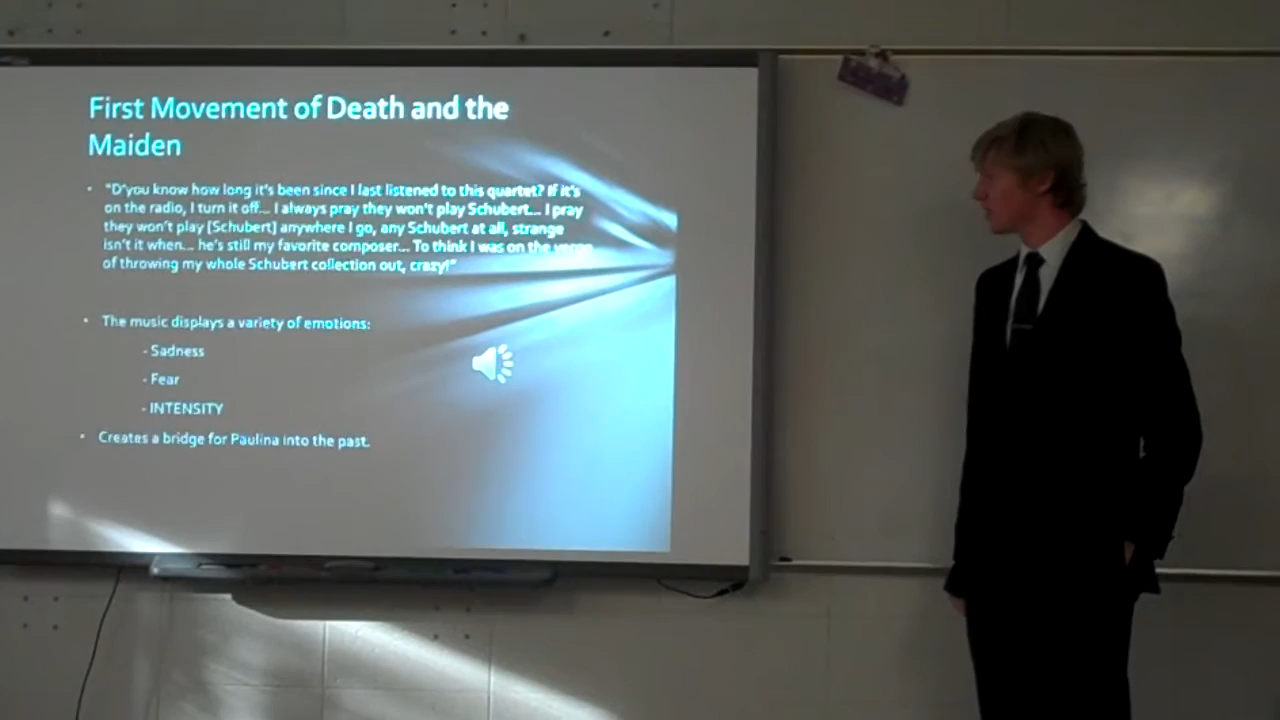 First Movement of Death and the
Maiden
• "D'you know how long it's been since I last listened to this quartet? If it's
on the radio, I turn it off... I always pray they won't play Schubert... I pray
they won't play [Schubert] anywhere I go, any Schubert at all, strange
isn't it when... he's still my favorite composer... To think I was on the verge
of throwing my whole Schubert collection out, crazy!"
• The music displays a variety of emotions:
- Sadness
- Fear
- INTENSITY
• Creates a bridge for Paulina into the past.